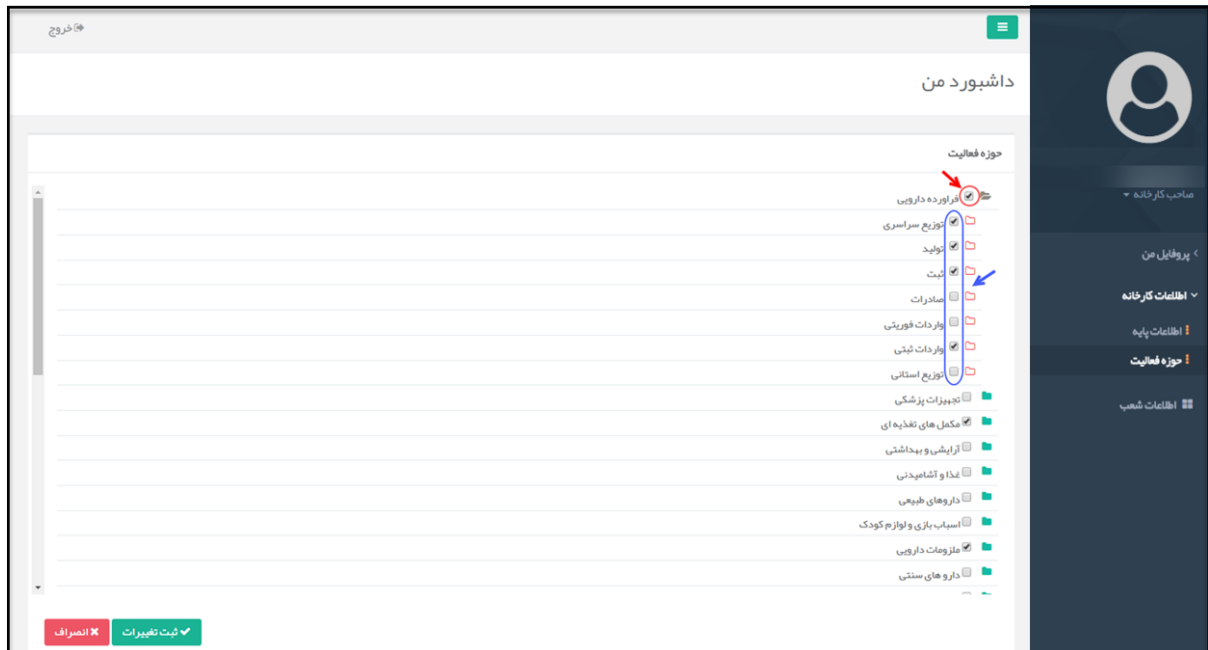 خروج
داشبورد من
حوزه فعالیت
فراورده دارویی
توزیع سراسری
تولید
ثبت
صادرات
واردات فوریتی
واردات ثبتی
توزیع استانی
تجهیزات پزشکی
مکمل های تغذیه ای
آرایشی و بهداشتی
غذا و آشامیدنی
داروهای طبیعی
اسباب بازی و لوازم کودک
ملزومات دارویی
دارو های سنتی
ثبت تغییرات
انصراف
صاحب کارخانه
پروفایل من
اطلاعات کارخانه
اطلاعات پایه
حوزه فعالیت
اطلاعات شعب